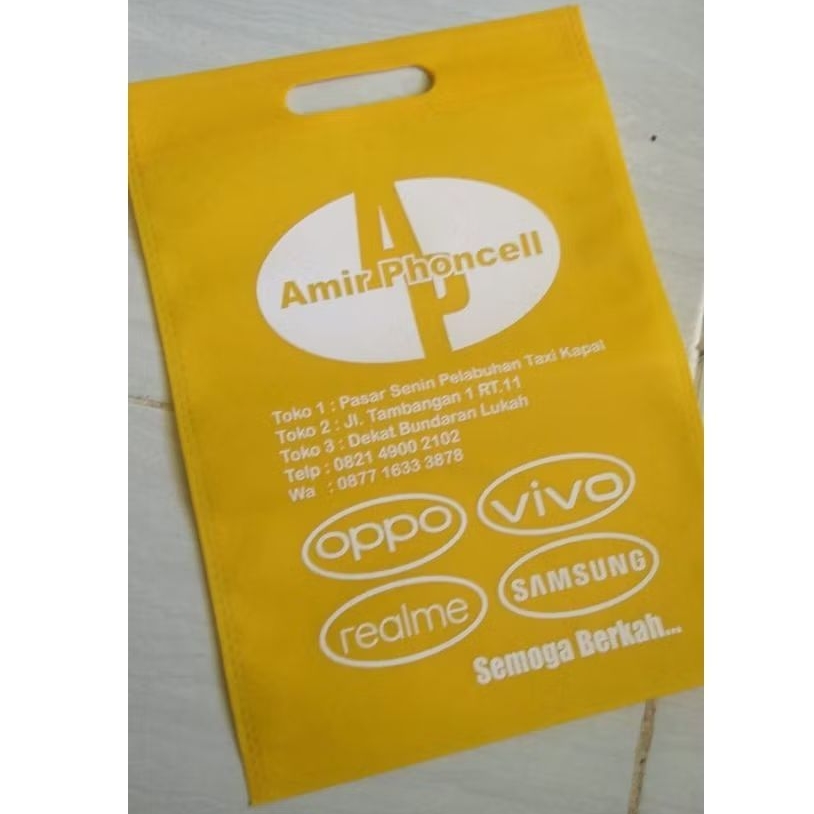 AP
Amir Phoncell
Toko 1 : Pasar Senin Pelabuhan Taxi Kapal
Toko 2 : Jl. Tambangan 1 RT.11
Toko 3 : Dekat Bundaran Lukah
Telp : 0821 4900 2102
Wa : 0877 1633 3878
oppo vivo
realme SAMSUNG
Semoga Berkah...